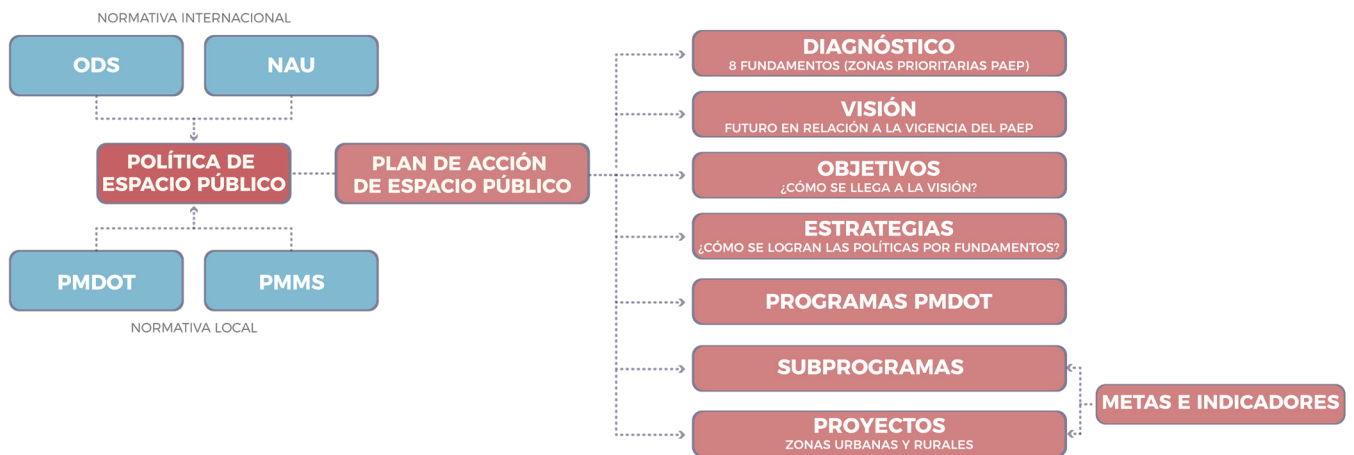 NORMATIVA INTERNACIONAL
ODS
NAU
POLÍTICA DE
ESPACIO PÚBLICO
PMDOT
PMMS
NORMATIVA LOCAL
PLAN DE ACCIÓN
DE ESPACIO PÚBLICO
DIAGNÓSTICO
8 FUNDAMENTOS (ZONAS PRIORITARIAS PAEP)
VISIÓN
FUTURO EN RELACIÓN A LA VIGENCIA DEL PAEP
OBJETIVOS
¿CÓMO SE LLEGA A LA VISIÓN?
ESTRATEGIAS
¿CÓMO SE LOGRAN LAS POLÍTICAS POR FUNDAMENTOS?
PROGRAMAS PMDOT
SUBPROGRAMAS
PROYECTOS
ZONAS URBANAS Y RURALES
METAS E INDICADORES